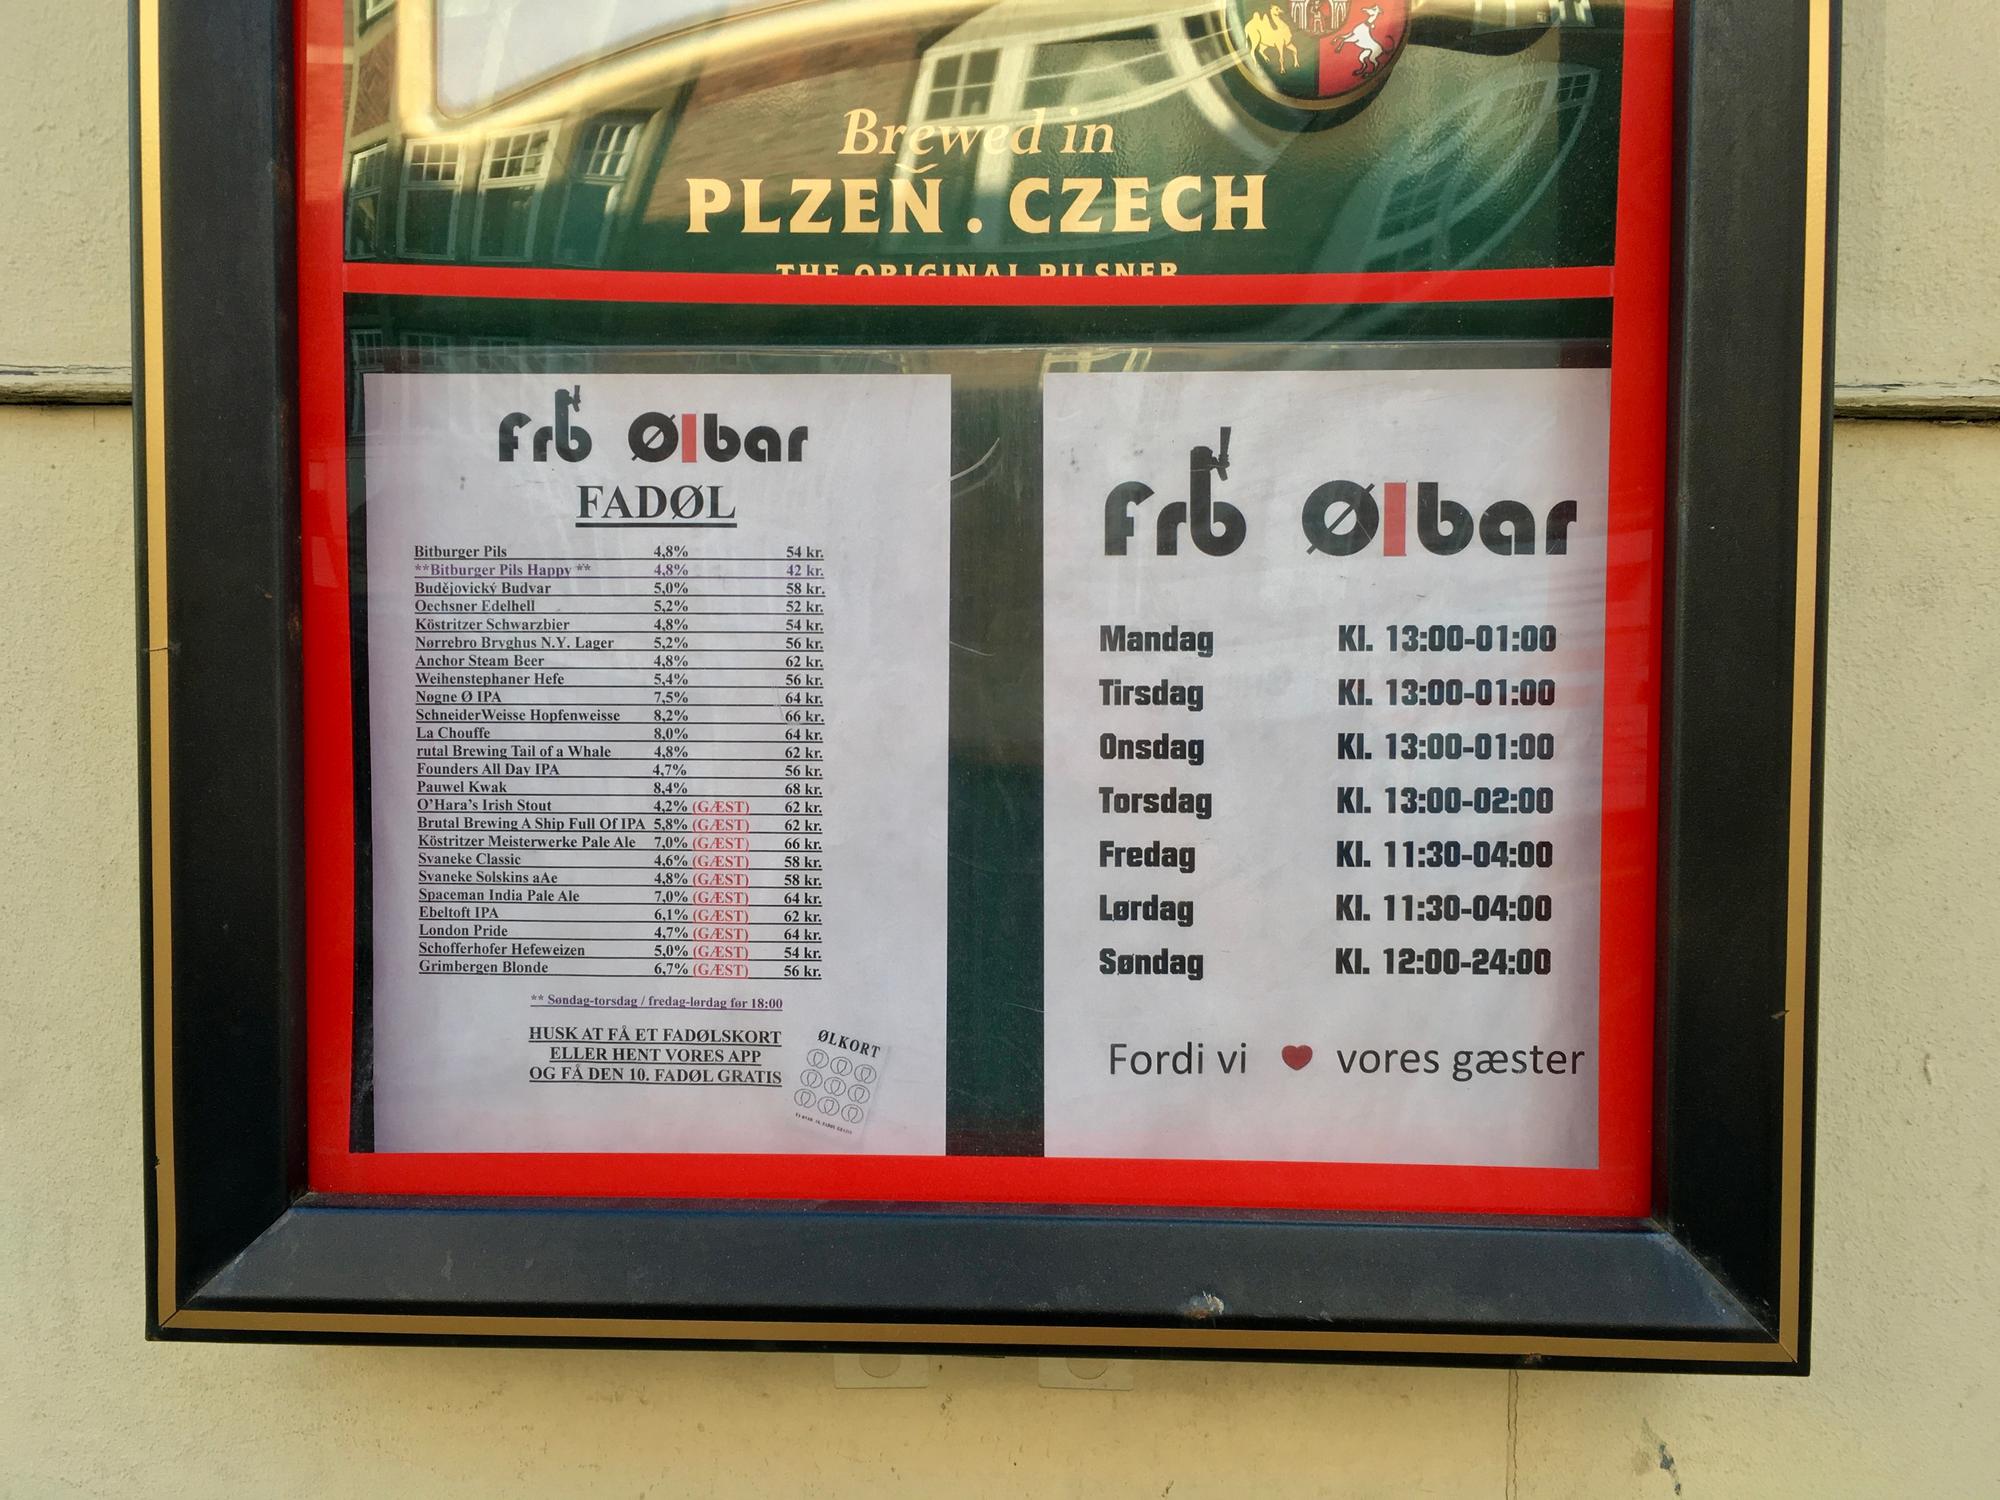 Brewed in
PLZEŇ . CZECH
THE ORIGINAL PILSNER
Frb Ølbar
FADØL
Bitburger Pils 4,8% 54 kr.
**Bitburger Pils Happy ** 4,8% 42 kr.
Budějovický Budvar 5,0% 58 kr.
Oechsner Edelhell 5,2% 52 kr.
Köstritzer Schwarzbier 4,8% 54 kr.
Nørrebro Bryghus N.Y. Lager 5,2% 56 kr.
Anchor Steam Beer 4,8% 62 kr.
Weihenstephaner Hefe 5,4% 56 kr.
Nøgne Ø IPA 7,5% 64 kr.
SchneiderWeisse Hopfenweisse 8,2% 66 kr.
La Chouffe 8,0% 64 kr.
rutal Brewing Tail of a Whale 4,8% 62 kr.
Founders All Day IPA 4,7% 56 kr.
Pauwel Kwak 8,4% 68 kr.
O'Hara's Irish Stout 4,2% (GÆST) 62 kr.
Brutal Brewing A Ship Full Of IPA 5,8% (GÆST) 62 kr.
Köstritzer Meisterwerke Pale Ale 7,0% (GÆST) 66 kr.
Svaneke Classic 4,6% (GÆST) 58 kr.
Svaneke Solskins aAe 4,8% (GÆST) 58 kr.
Spaceman India Pale Ale 7,0% (GÆST) 64 kr.
Ebeltoft IPA 6,1% (GÆST) 62 kr.
London Pride 4,7% (GÆST) 64 kr.
Schofferhofer Hefeweizen 5,0% (GÆST) 54 kr.
Grimbergen Blonde 6,7% (GÆST) 56 kr.
** Søndag-torsdag / fredag-lørdag før 18:00
HUSK AT FÅ ET FADØLSKORT
ELLER HENT VORES APP
OG FÅ DEN 10. FADØL GRATIS
ØLKORT
Frb Ølbar
Mandag Kl. 13:00-01:00
Tirsdag Kl. 13:00-01:00
Onsdag Kl. 13:00-01:00
Torsdag Kl. 13:00-02:00
Fredag Kl. 11:30-04:00
Lørdag Kl. 11:30-04:00
Søndag Kl. 12:00-24:00
Fordi vi ♥ vores gæster